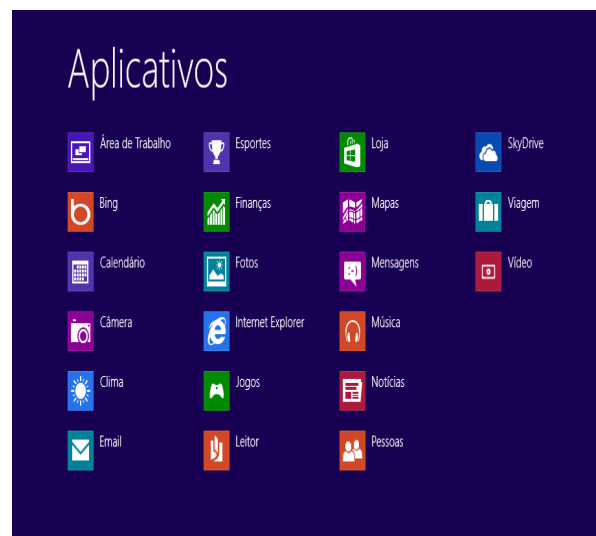 Aplicativos
Área de Trabalho
Bing
Calendário
Câmera
Clima
Email
Esportes
Finanças
Fotos
Internet Explorer
Jogos
Leitor
Loja
Mapas
Mensagens
Música
Notícias
Pessoas
SkyDrive
Viagem
Vídeo